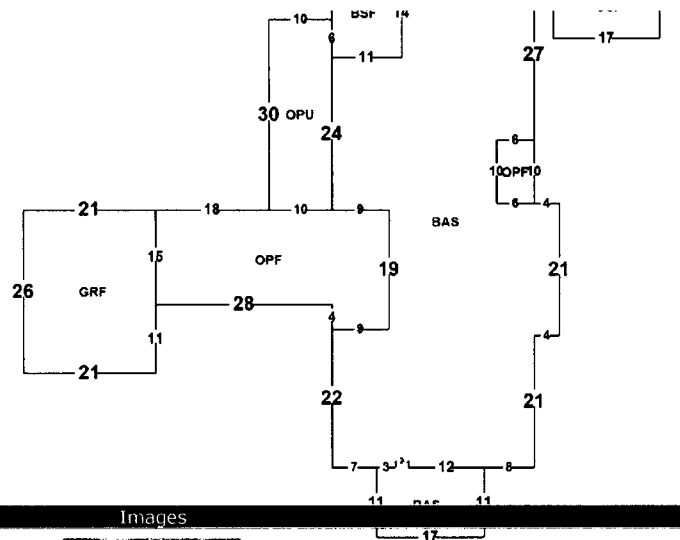 10 BSF 14
6
11
17
27
30 OPU 24
6
10 OPF 10
6 4
21 18 10 9
BAS
15 OPF 19 21
26 GRF
28
4
11 9 4
21
22 21
7 3 12 8
11 11
Images
17